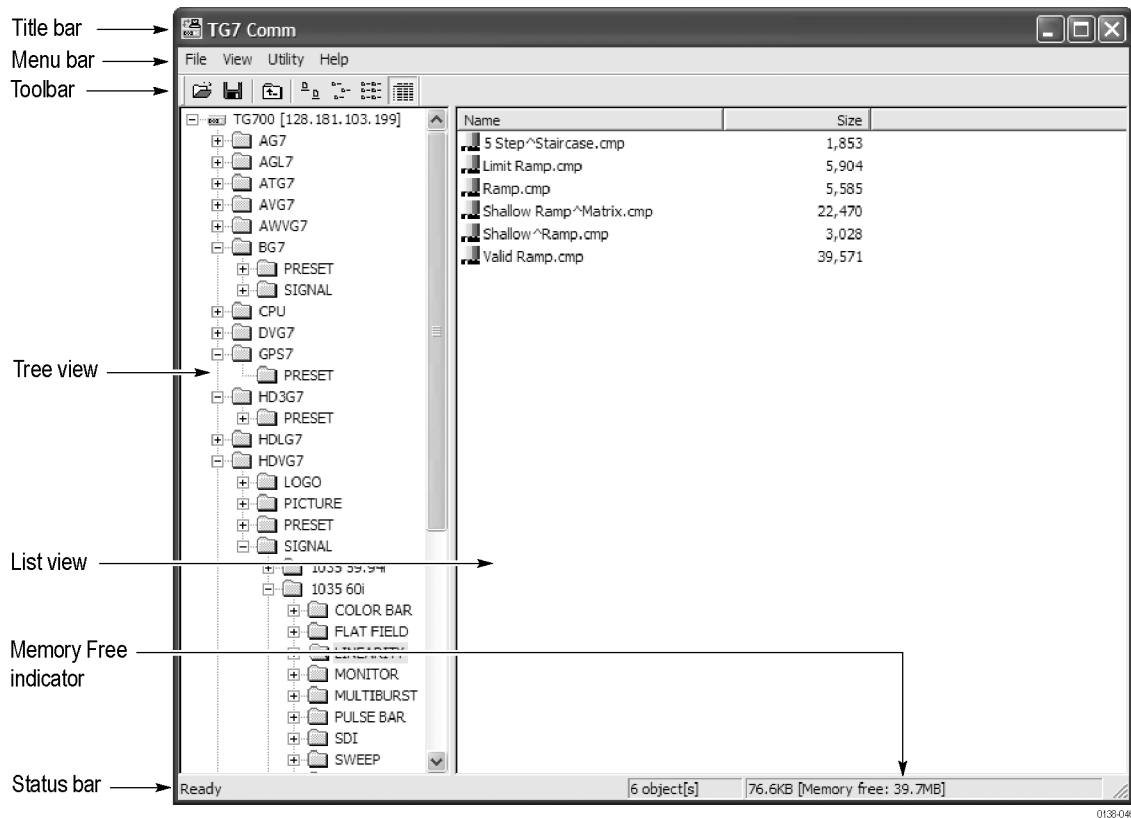 Title bar
TG7 Comm
Menu bar
File View Utility Help
Toolbar
TG700 [128.181.103.199]
AG7
AGL7
ATG7
AVG7
AWVG7
BG7
PRESET
SIGNAL
CPU
DVG7
GPS7
PRESET
HD3G7
PRESET
HDLG7
HDVG7
LOGO
PICTURE
PRESET
SIGNAL
1035 59.94i
1035 60i
COLOR BAR
FLAT FIELD
LINEARITY
MONITOR
MULTIBURST
PULSE BAR
SDI
SWEEP
Name Size
5 Step^Staircase.cmp 1,853
Limit Ramp.cmp 5,904
Ramp.cmp 5,585
Shallow Ramp^Matrix.cmp 22,470
Shallow^Ramp.cmp 3,028
Valid Ramp.cmp 39,571
Tree view
List view
Memory Free
indicator
Status bar
Ready 6 object[s] 76.6KB [Memory free: 39.7MB]